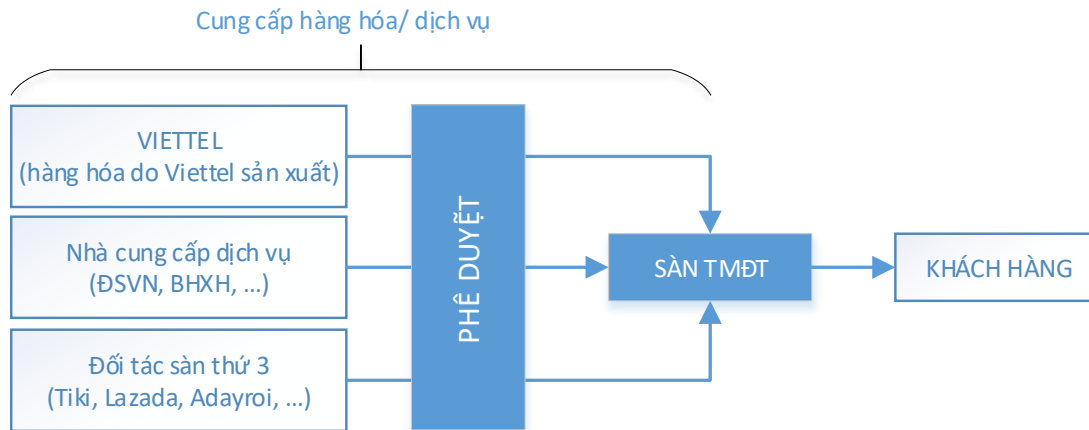 Cung cấp hàng hóa/ dịch vụ
VIETTEL
(hàng hóa do Viettel sản xuất)
Nhà cung cấp dịch vụ
(ĐSVN, BHXH, ...)
Đối tác sàn thứ 3
(Tiki, Lazada, Adayroi, ...)
PHÊ DUYỆT
SÀN TMĐT
KHÁCH HÀNG